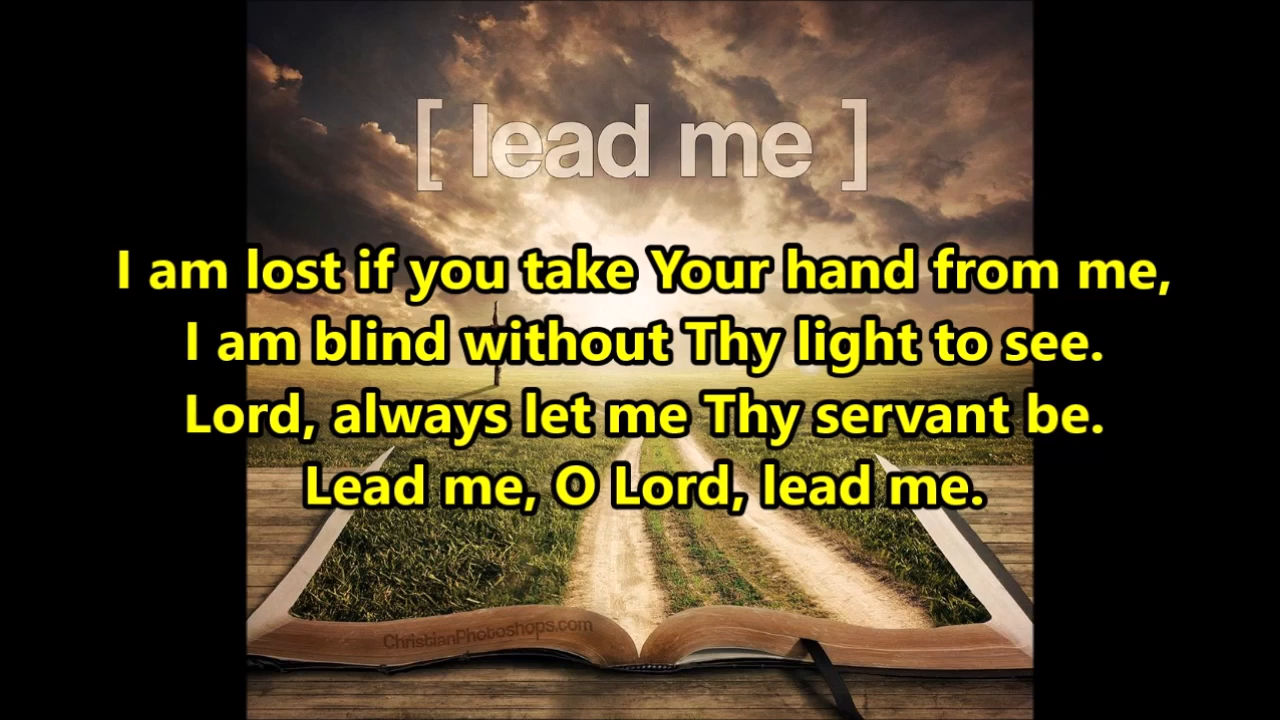 [ lead me ]
I am lost if you take Your hand from me,
I am blind without Thy light to see.
Lord, always let me Thy servant be.
Lead me, O Lord, lead me.
ChristianPhotoshops.com